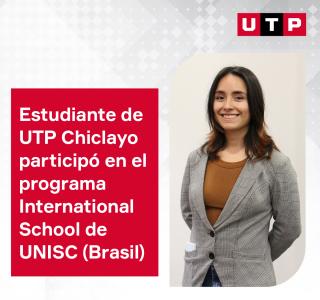 UTP
Estudiante de
UTP Chiclayo
participó en el
programa
International
School de
UNISC (Brasil)